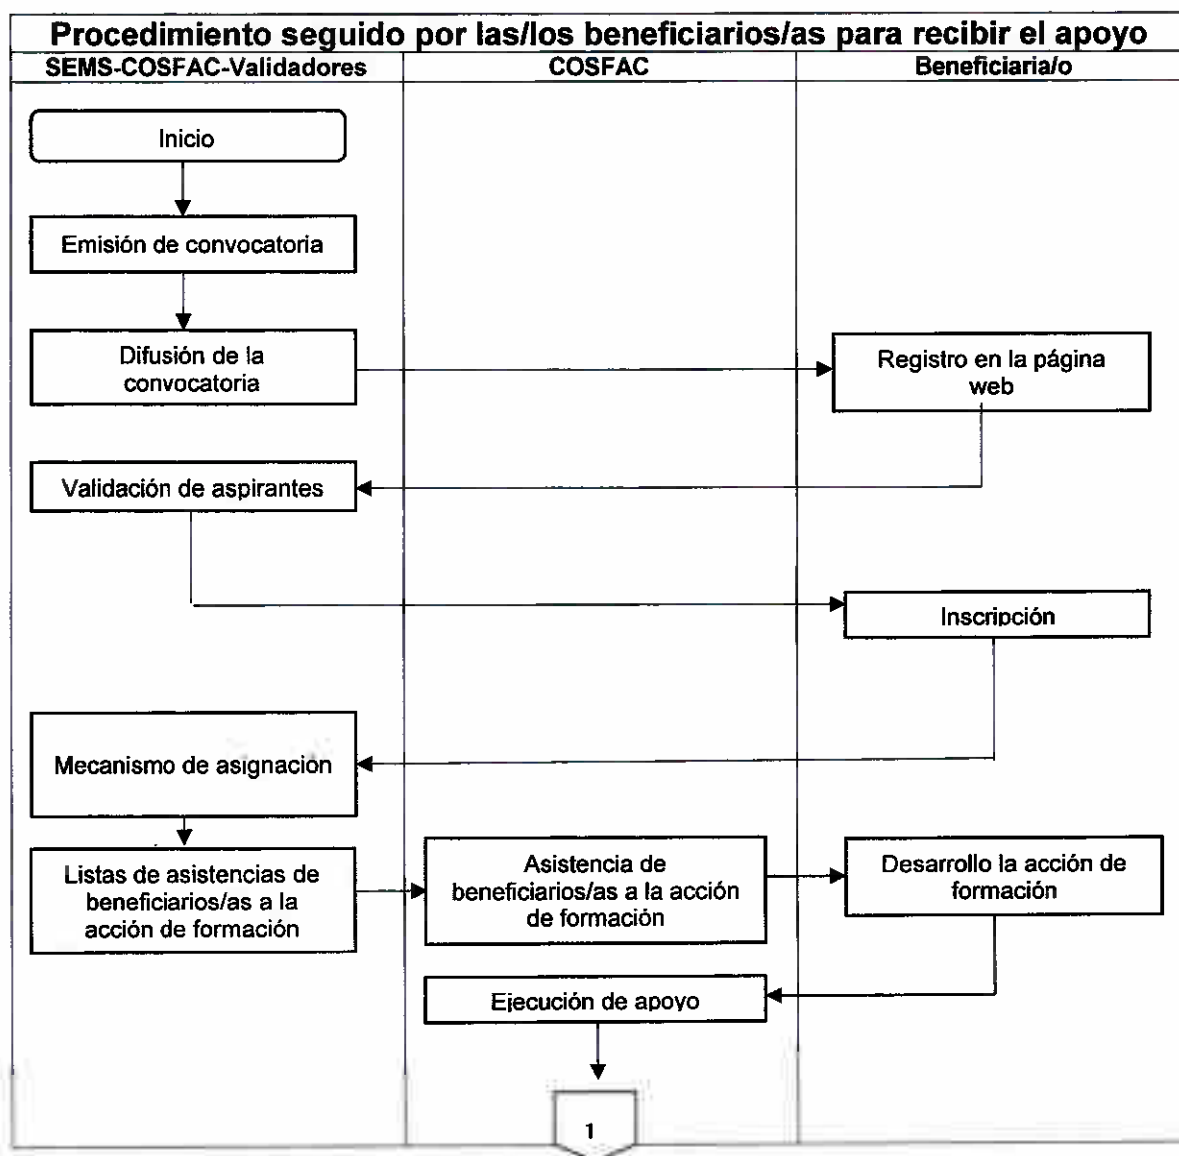 Procedimiento seguido por las/los beneficiarios/as para recibir el apoyo
SEMS-COSFAC-Validadores
COSFAC
Beneficiaria/o
Inicio
Emisión de convocatoria
Difusión de la
convocatoria
Registro en la página
web
Validación de aspirantes
Inscripción
Mecanismo de asignación
Listas de asistencias de
beneficiarios/as a la
acción de formación
Asistencia de
beneficiarios/as a la acción
de formación
Desarrollo la acción de
formación
Ejecución de apoyo
1